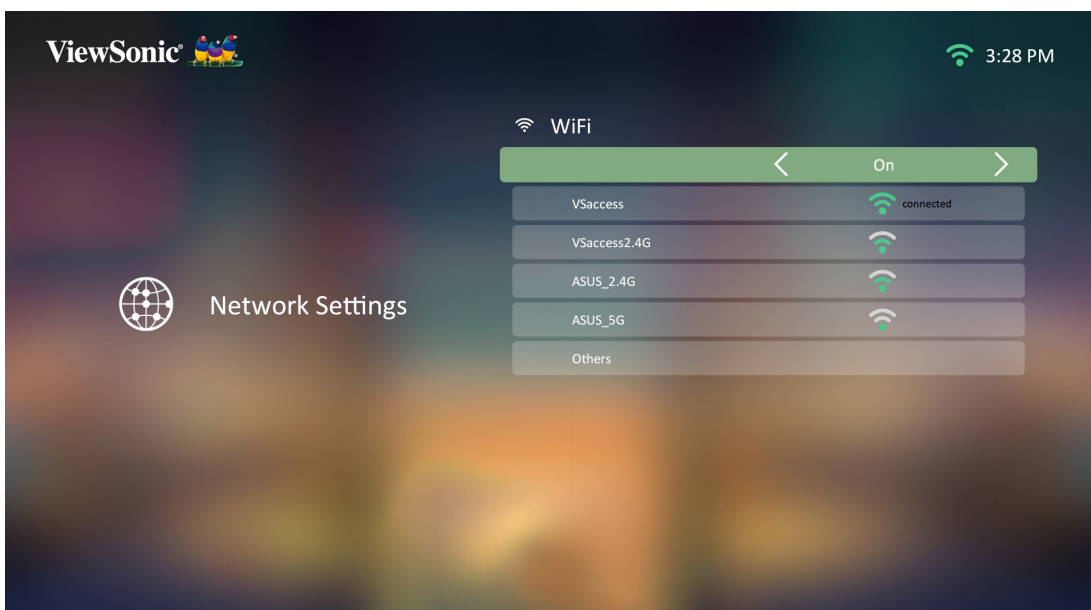 ViewSonic®
3:28 PM
WiFi
On
VSaccess connected
VSaccess2.4G
ASUS_2.4G
Network Settings
ASUS_5G
Others